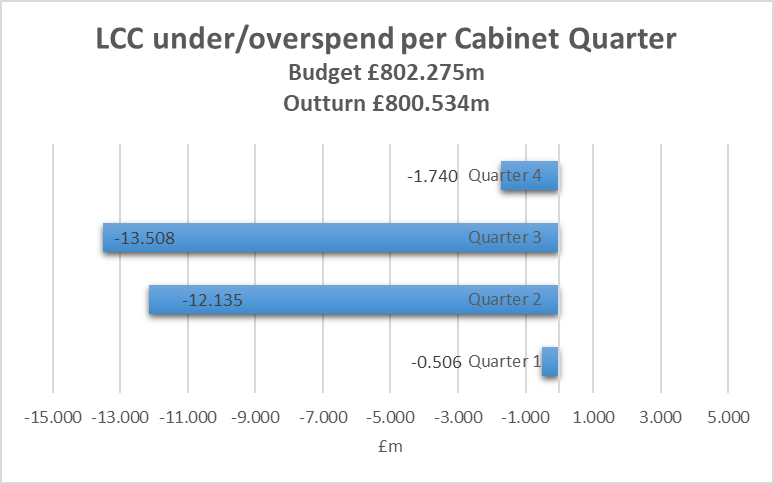 LCC under/overspend per Cabinet Quarter
Budget £802.275m
Outturn £800.534m
-1.740 Quarter 4
-13.508 Quarter 3
-12.135 Quarter 2
-0.506 Quarter 1
-15.000 -13.000 -11.000 -9.000 -7.000 -5.000 -3.000 -1.000 1.000 3.000 5.000
£m